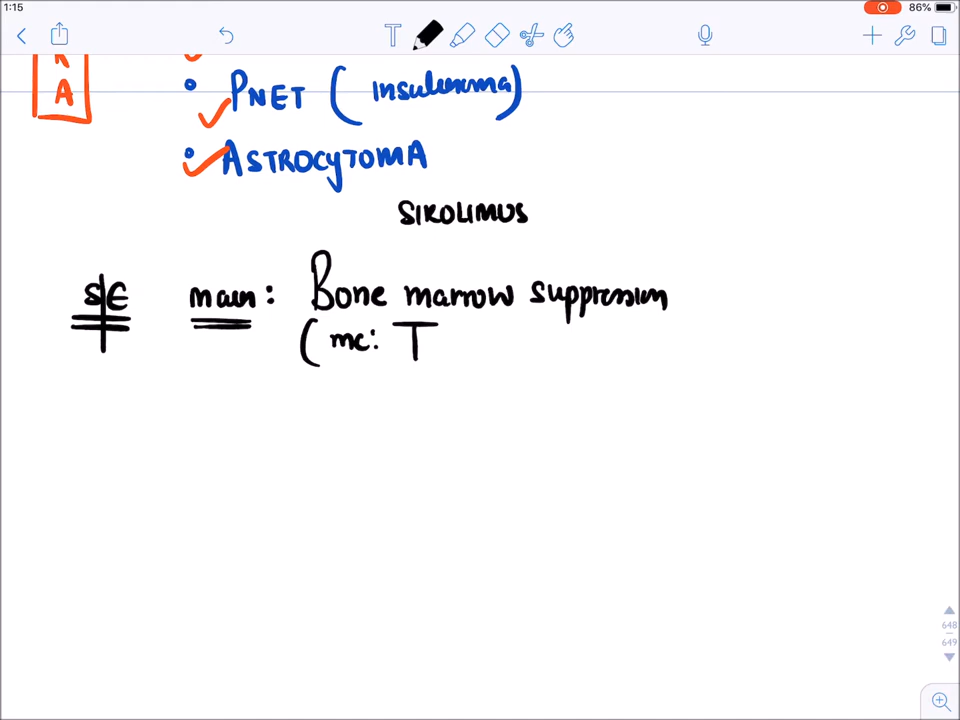 1:15
86%
A
• PNET (insulinoma)
• ASTROCYTOMA
SIROLIMUS
SE main: Bone marrow suppression
(mc: T
648
649